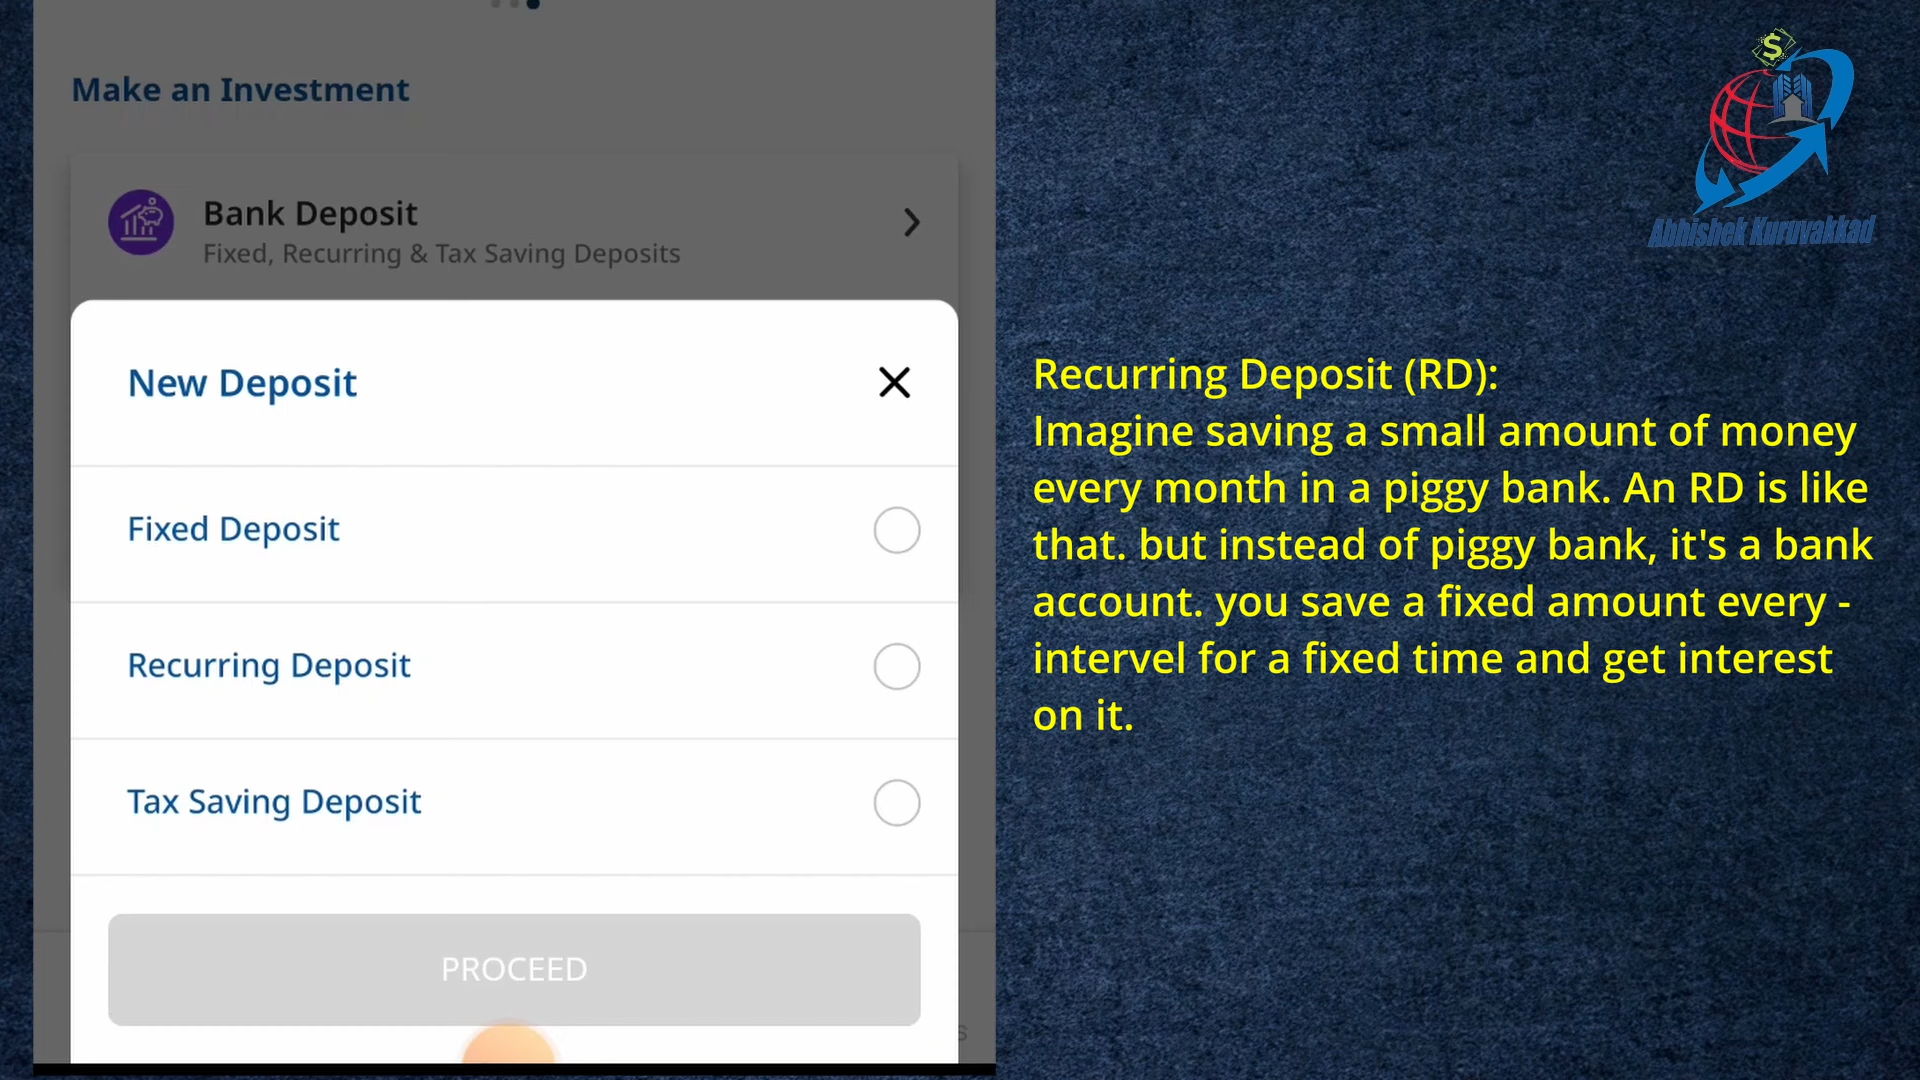 Make an Investment
Bank Deposit
Fixed, Recurring & Tax Saving Deposits
New Deposit
Fixed Deposit
Recurring Deposit
Tax Saving Deposit
PROCEED
s
$
Abhishek Kuruvakkad
Recurring Deposit (RD):
Imagine saving a small amount of money
every month in a piggy bank. An RD is like
that. but instead of piggy bank, it's a bank
account. you save a fixed amount every -
intervel for a fixed time and get interest
on it.